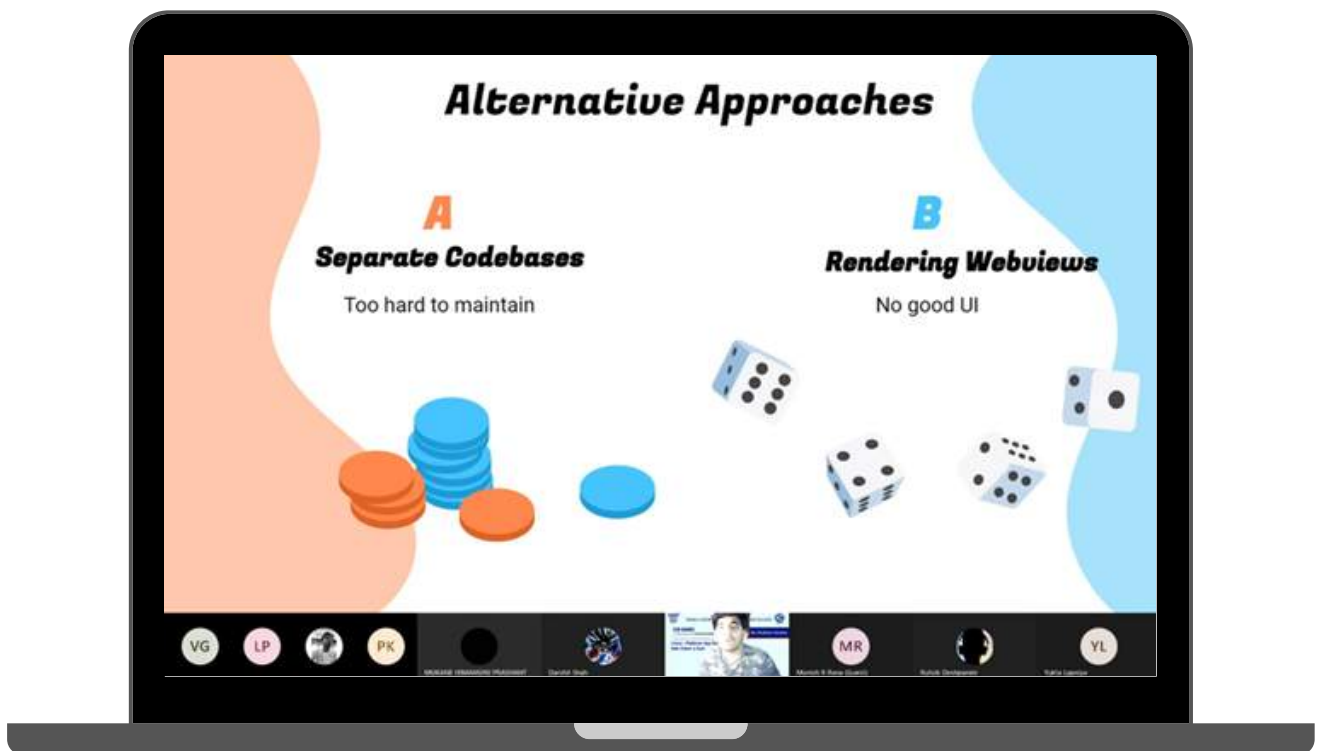 Alternative Approaches
A
Separate Codebases
Too hard to maintain
B
Rendering Webviews
No good UI
VG
LP
PK
MR
YL